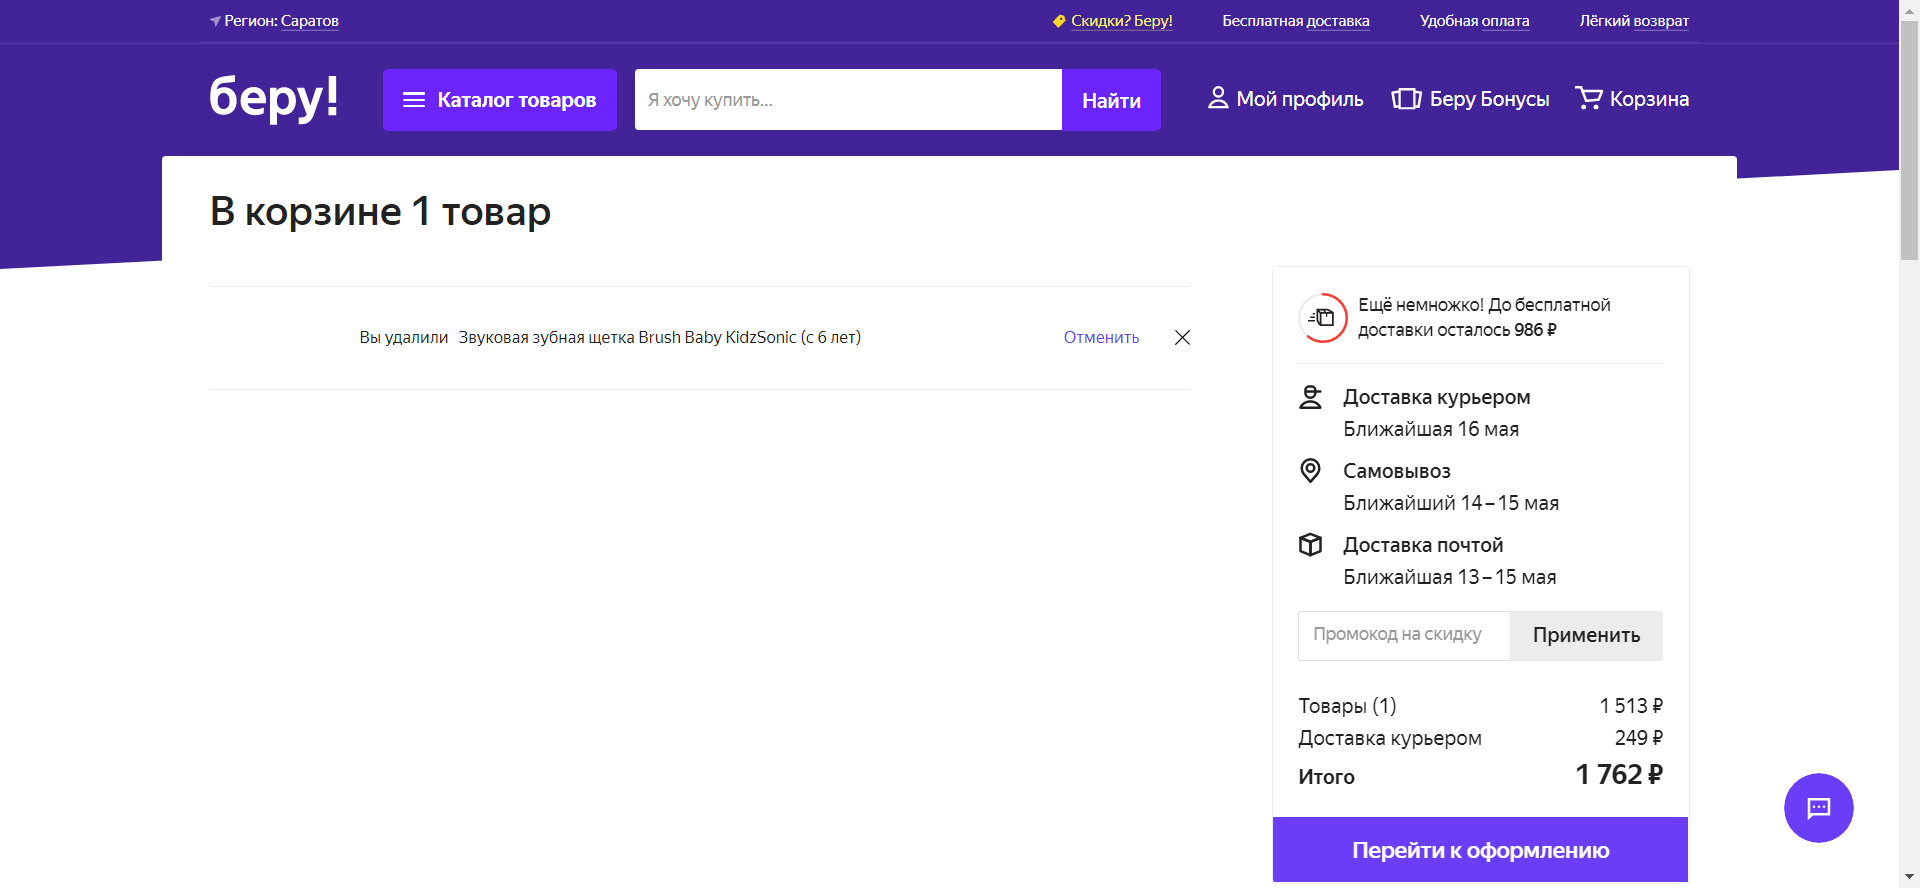 Регион: Саратов
Скидки? Беру!
Бесплатная доставка
Удобная оплата
Лёгкий возврат
беру!
Каталог товаров
Я хочу купить...
Найти
Мой профиль
Беру Бонусы
Корзина
В корзине 1 товар
Вы удалили Звуковая зубная щетка Brush Baby KidzSonic (с 6 лет)
Отменить
Ещё немножко! До бесплатной
доставки осталось 986 ₽
Доставка курьером
Ближайшая 16 мая
Самовывоз
Ближайший 14–15 мая
Доставка почтой
Ближайшая 13–15 мая
Промокод на скидку
Применить
Товары (1) 1 513 ₽
Доставка курьером 249 ₽
Итого 1 762 ₽
Перейти к оформлению